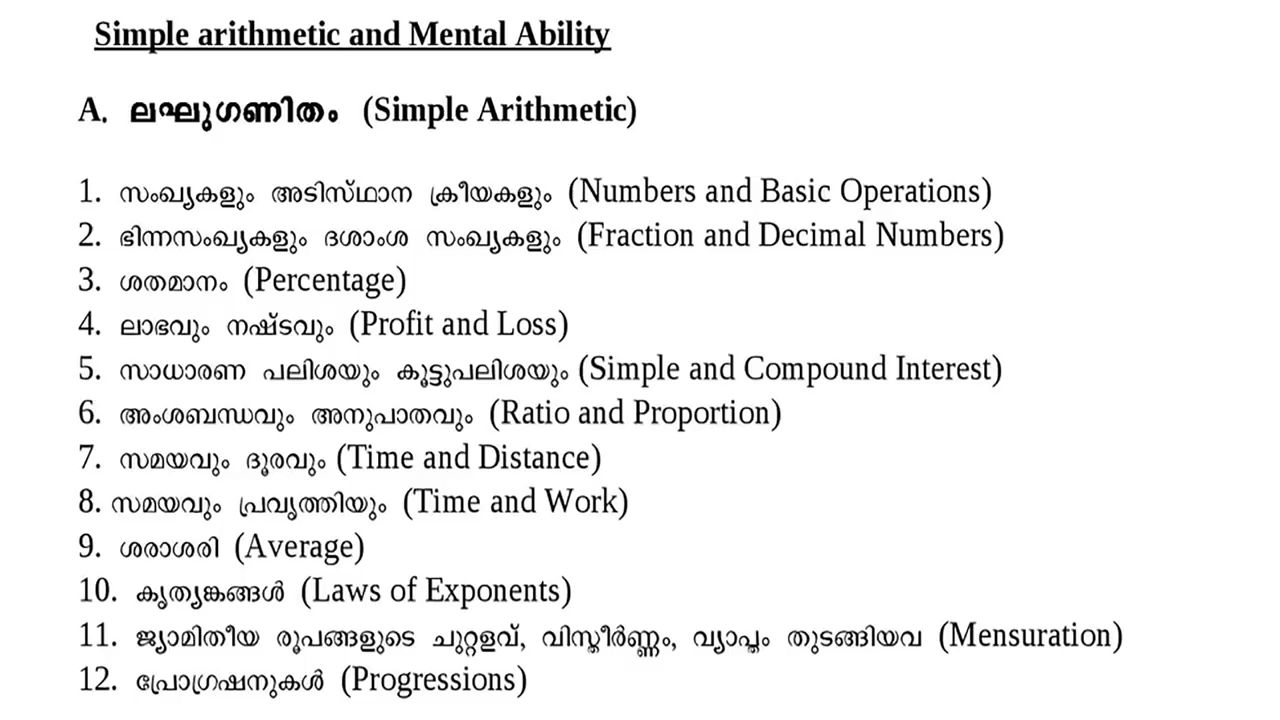 Simple arithmetic and Mental Ability
A. ലഘുഗണിതം (Simple Arithmetic)
1. സംഖ്യകളും അടിസ്ഥാന ക്രീയകളും (Numbers and Basic Operations)
2. ഭിന്നസംഖ്യകളും ദശാംശ സംഖ്യകളും (Fraction and Decimal Numbers)
3. ശതമാനം (Percentage)
4. ലാഭവും നഷ്ടവും (Profit and Loss)
5. സാധാരണ പലിശയും കൂട്ടുപലിശയും (Simple and Compound Interest)
6. അംശബന്ധവും അനുപാതവും (Ratio and Proportion)
7. സമയവും ദൂരവും (Time and Distance)
8. സമയവും പ്രവൃത്തിയും (Time and Work)
9. ശരാശരി (Average)
10. കൃത്യങ്കങ്ങൾ (Laws of Exponents)
11. ജ്യാമിതീയ രൂപങ്ങളുടെ ചുറ്റളവ്, വിസ്തീർണ്ണം, വ്യാപ്തം തുടങ്ങിയവ (Mensuration)
12. പ്രോഗ്രഷനുകൾ (Progressions)